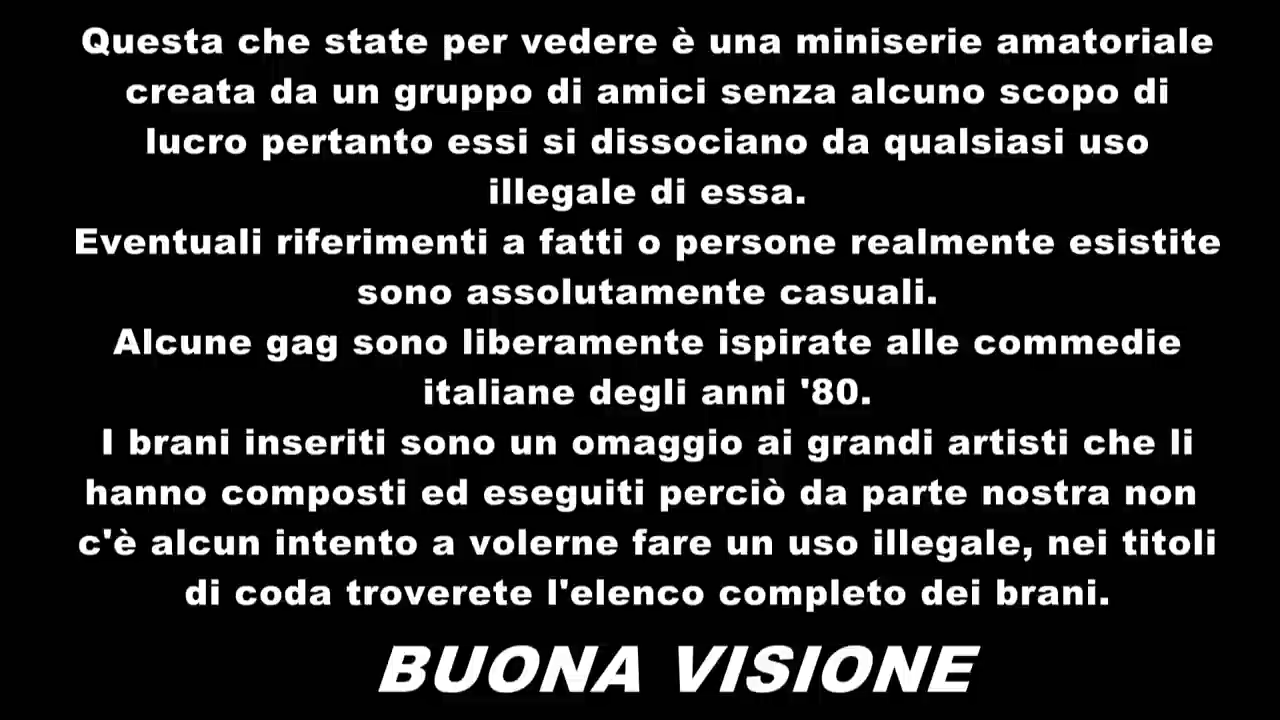 Questa che state per vedere è una miniserie amatoriale
creata da un gruppo di amici senza alcuno scopo di
lucro pertanto essi si dissociano da qualsiasi uso
illegale di essa.
Eventuali riferimenti a fatti o persone realmente esistite
sono assolutamente casuali.
Alcune gag sono liberamente ispirate alle commedie
italiane degli anni '80.
I brani inseriti sono un omaggio ai grandi artisti che li
hanno composti ed eseguiti perciò da parte nostra non
c'è alcun intento a volerne fare un uso illegale, nei titoli
di coda troverete l'elenco completo dei brani.
BUONA VISIONE